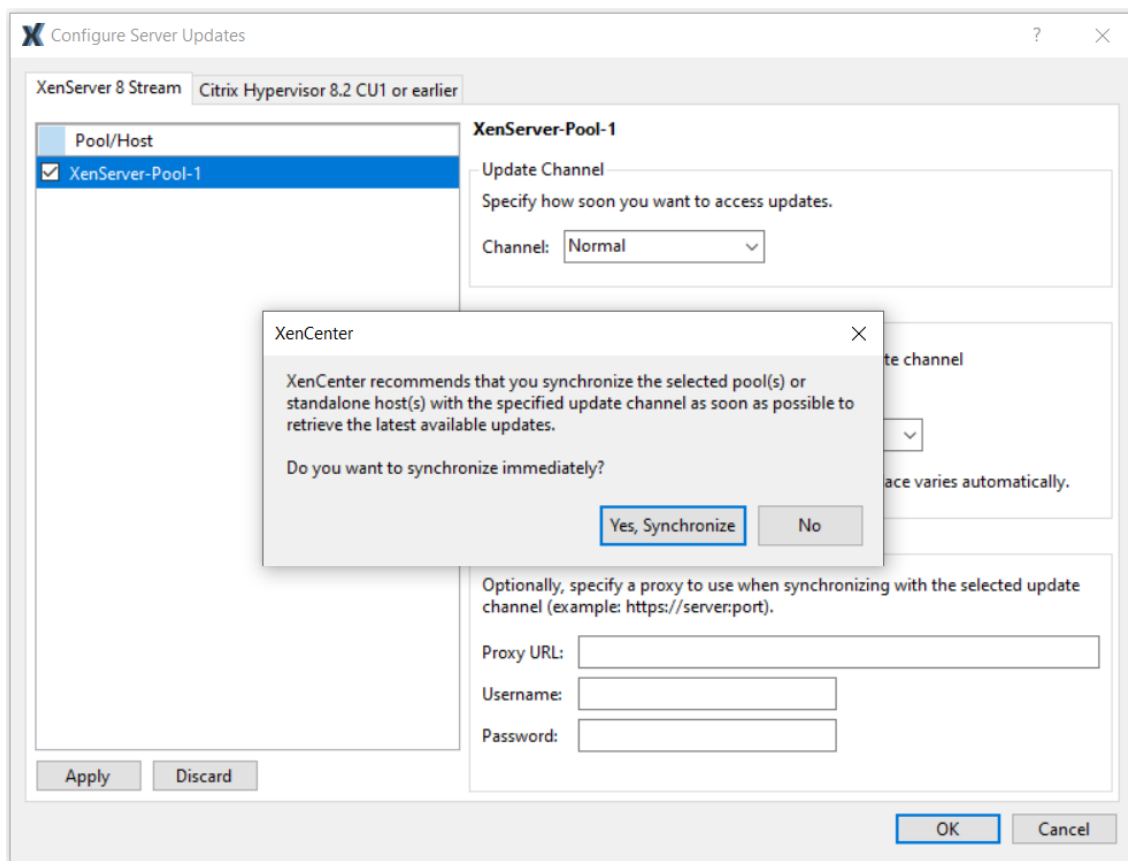 Configure Server Updates
?
XenServer 8 Stream
Citrix Hypervisor 8.2 CU1 or earlier
Pool/Host
XenServer-Pool-1
XenServer-Pool-1
Update Channel
Specify how soon you want to access updates.
Channel: Normal
te channel
ace varies automatically.
XenCenter
XenCenter recommends that you synchronize the selected pool(s) or
standalone host(s) with the specified update channel as soon as possible to
retrieve the latest available updates.
Do you want to synchronize immediately?
Yes, Synchronize
No
Optionally, specify a proxy to use when synchronizing with the selected update
channel (example: https://server:port).
Proxy URL:
Username:
Password:
Apply
Discard
OK
Cancel